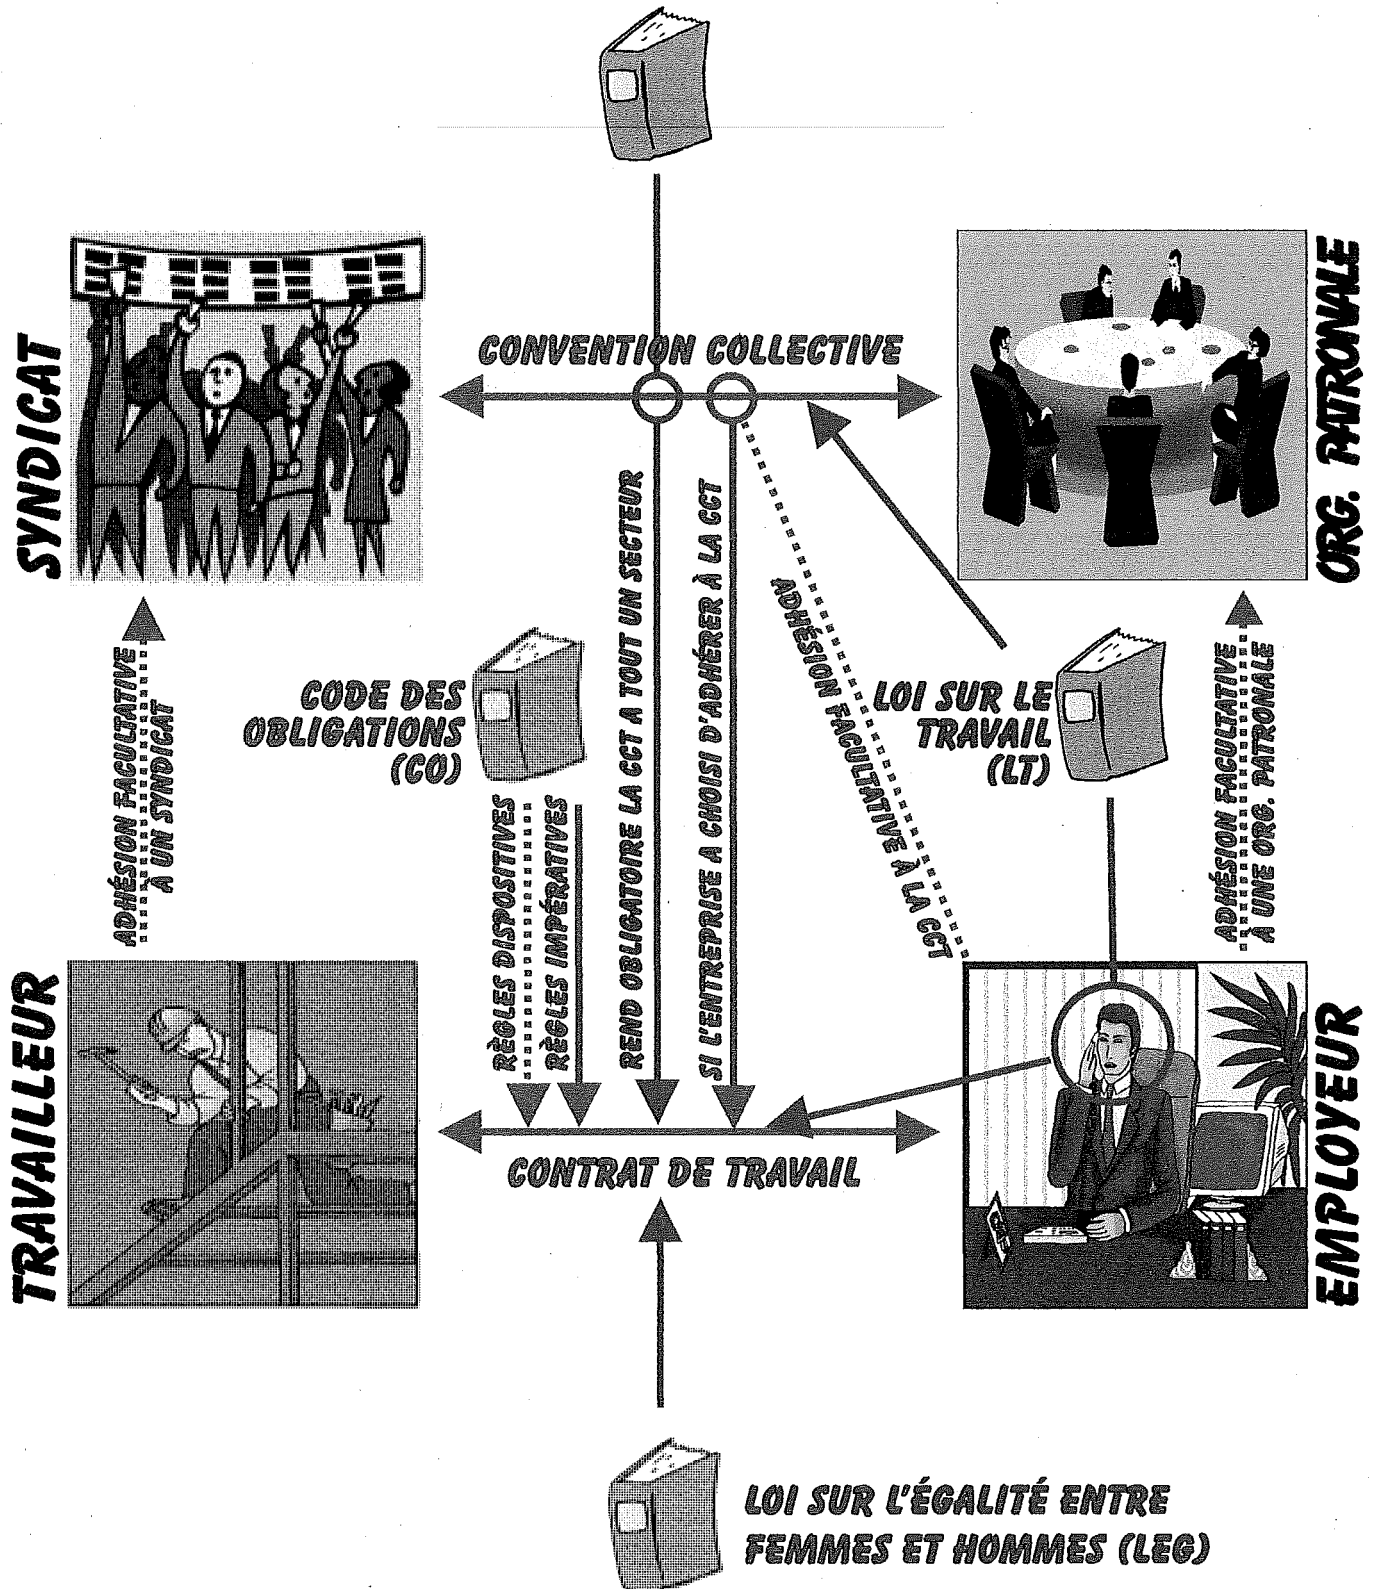 CONVENTION COLLECTIVE
SYNDICAT
ORG. PATRONALE
ADHÉSION FACULTATIVE
À UN SYNDICAT
CODE DES
OBLIGATIONS
(CO)
RÈGLES DISPOSITIVES
RÈGLES IMPÉRATIVES
REND OBLIGATOIRE LA CCT A TOUT UN SECTEUR
SI L'ENTREPRISE A CHOISI D'ADHÉRER À LA CCT
ADHÉSION FACULTATIVE À LA CCT
LOI SUR LE
TRAVAIL
(LT)
ADHÉSION FACULTATIVE
À UNE ORG. PATRONALE
TRAVAILLEUR
EMPLOYEUR
CONTRAT DE TRAVAIL
LOI SUR L'ÉGALITÉ ENTRE
FEMMES ET HOMMES (LEG)